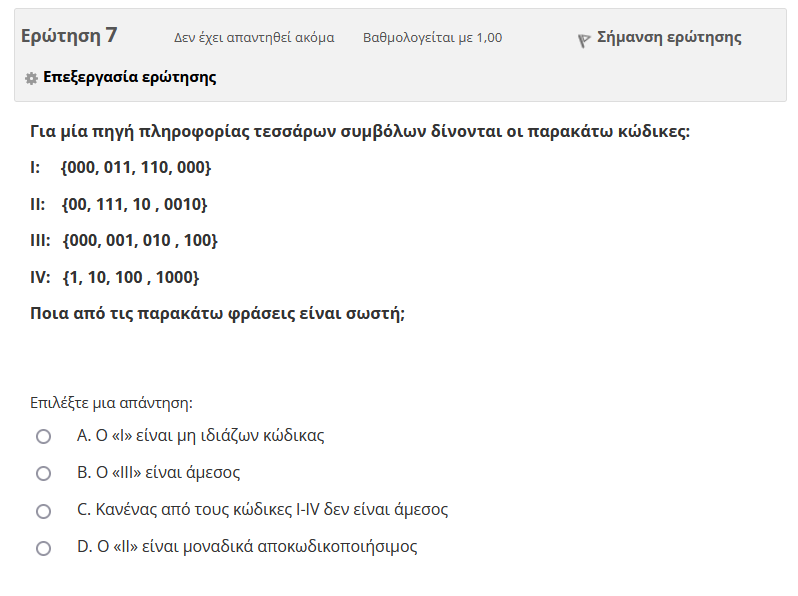 Ερώτηση 7 Δεν έχει απαντηθεί ακόμα Βαθμολογείται με 1,00 Σήμανση ερώτησης
Επεξεργασία ερώτησης
Για μία πηγή πληροφορίας τεσσάρων συμβόλων δίνονται οι παρακάτω κώδικες:
I: {000, 011, 110, 000}
II: {00, 111, 10 , 0010}
III: {000, 001, 010 , 100}
IV: {1, 10, 100 , 1000}
Ποια από τις παρακάτω φράσεις είναι σωστή;
Επιλέξτε μια απάντηση:
A. Ο «I» είναι μη ιδιάζων κώδικας
B. Ο «III» είναι άμεσος
C. Κανένας από τους κώδικες I-IV δεν είναι άμεσος
D. Ο «II» είναι μοναδικά αποκωδικοποιήσιμος